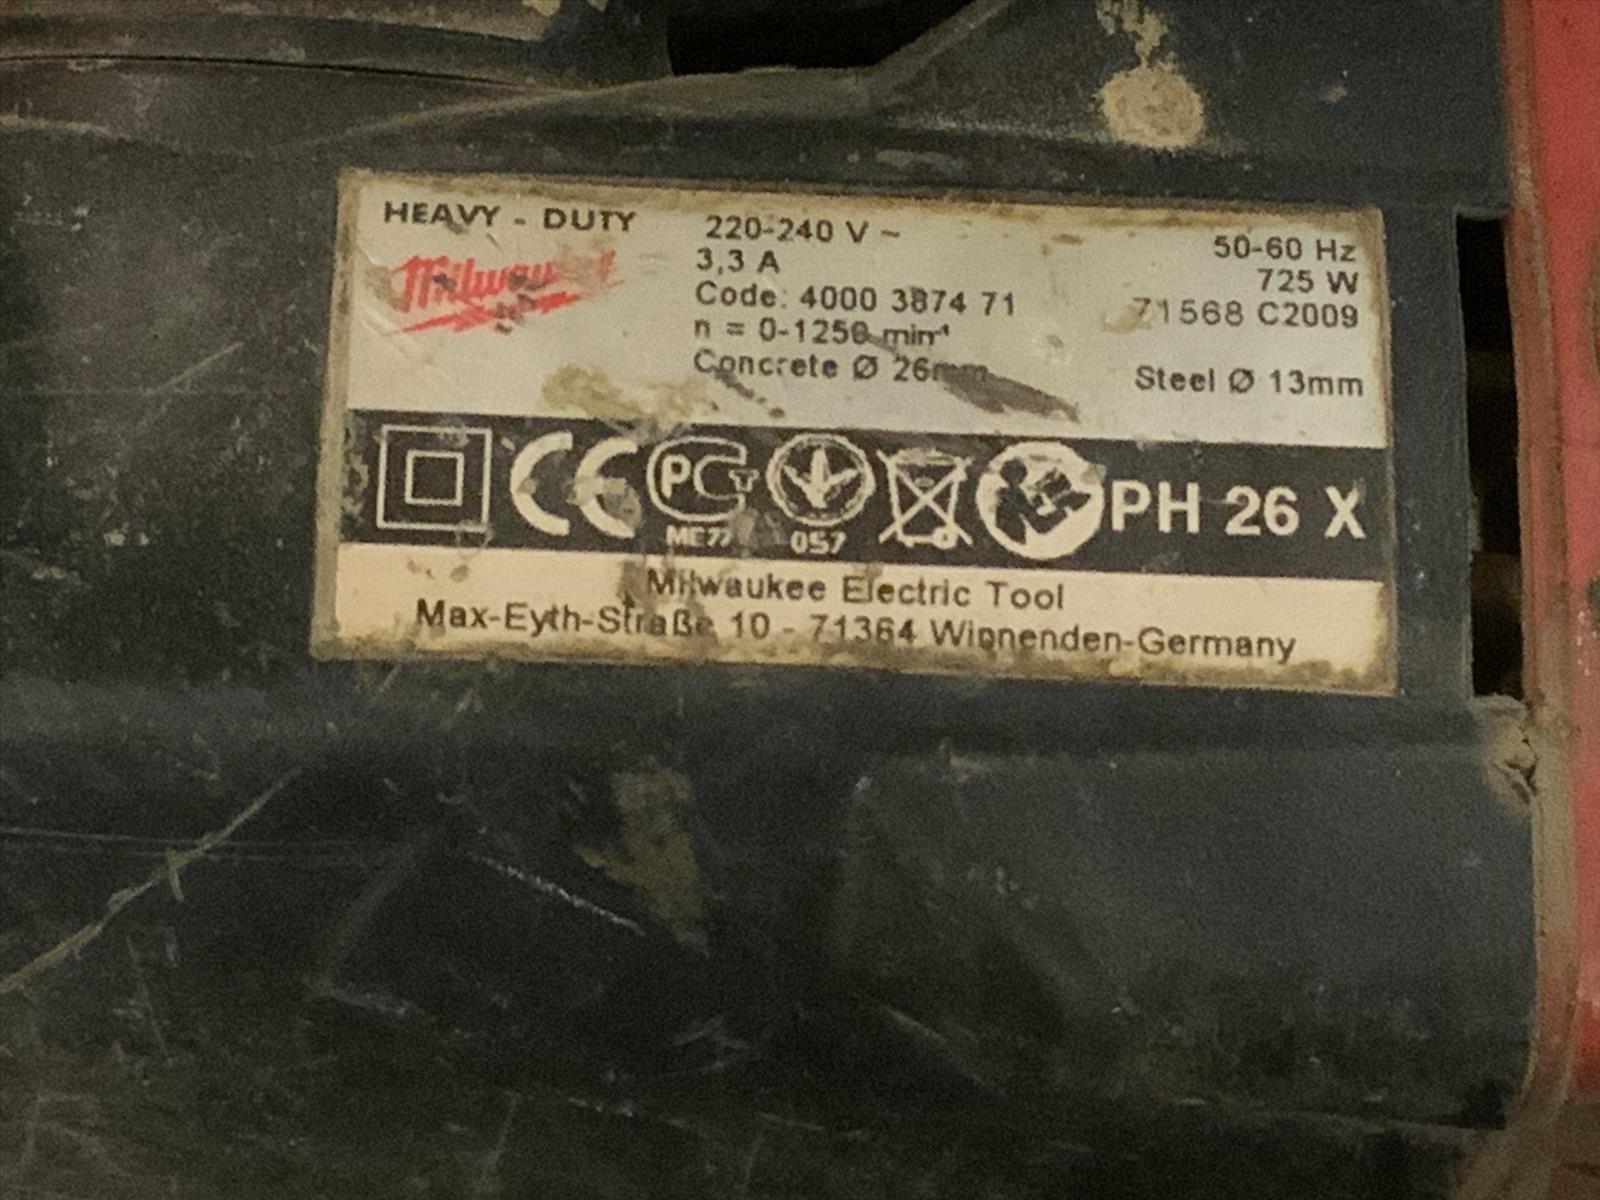 HEAVY - DUTY
Milwaukee
220-240 V ~
50-60 Hz
3,3 A
725 W
Code: 4000 3874 71
71568 C2009
n = 0-1250 min⁻¹
Concrete Ø 26mm
Steel Ø 13mm
CE PCT
ME77
057
PH 26 X
Milwaukee Electric Tool
Max-Eyth-Straße 10 - 71364 Winnenden-Germany